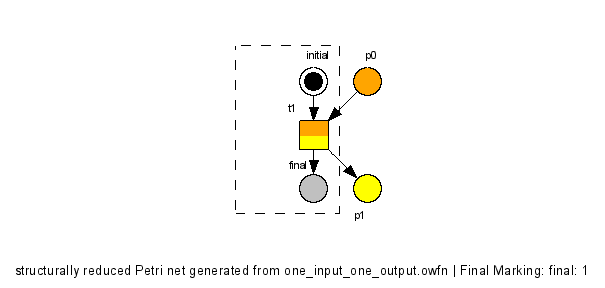 initial
p0
t1
final
p1
structurally reduced Petri net generated from one_input_one_output.owfn | Final Marking: final: 1